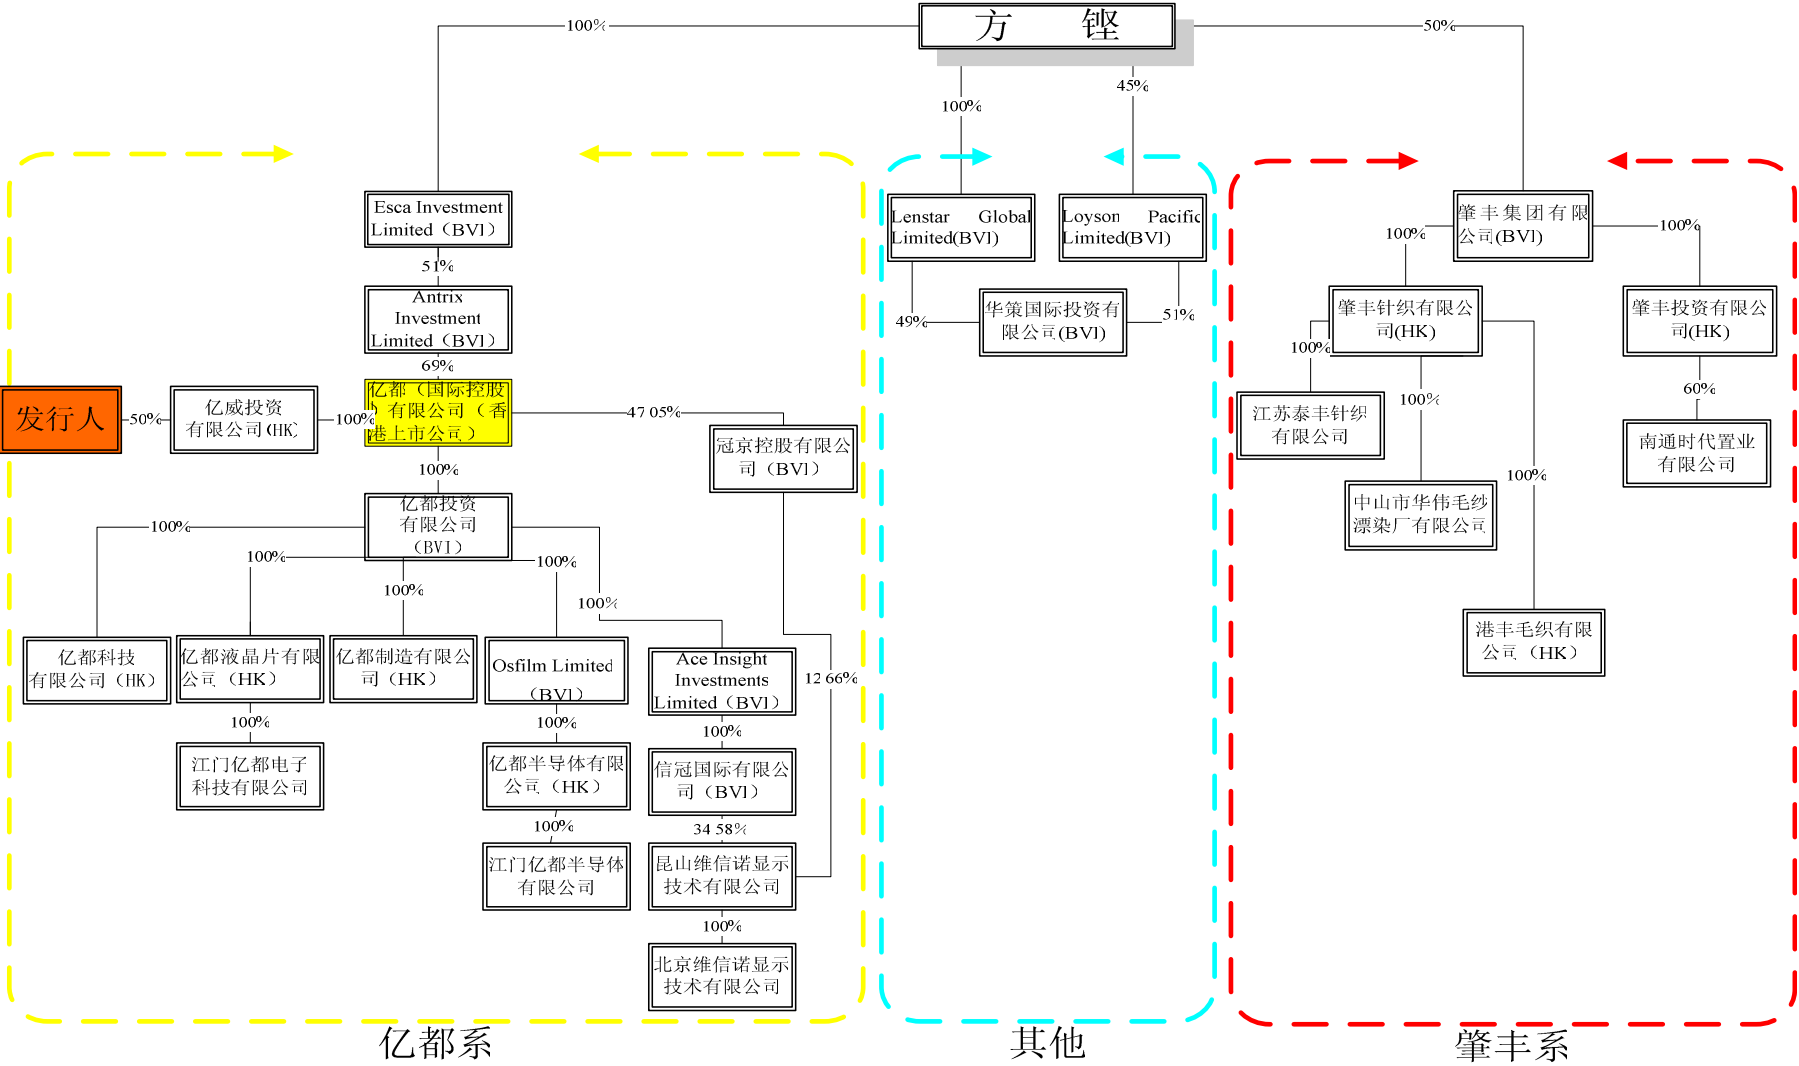 方 铿
100%
50%
100%
45%
Esca Investment
Limited（BVI）
51%
Antrix
Investment
Limited（BVI）
69%
亿都（国际控股
）有限公司（香
港上市公司）
发行人
50%
亿威投资
有限公司(HK)
100%
47 05%
冠京控股有限公
司（BVI）
100%
亿都投资
有限公司
（BVI）
100%
100%
100%
100%
100%
亿都科技
有限公司（HK）
亿都液晶片有限
公司（HK）
亿都制造有限公
司（HK）
Osfilm Limited
（BVI）
Ace Insight
Investments
Limited（BVI）
12 66%
100%
100%
100%
江门亿都电子
科技有限公司
亿都半导体有限
公司（HK）
信冠国际有限公
司（BVI）
100%
34 58%
江门亿都半导体
有限公司
昆山维信诺显示
技术有限公司
100%
北京维信诺显示
技术有限公司
亿都系
Lenstar Global
Limited(BVI)
Loyson Pacific
Limited(BVI)
49%
华策国际投资有
限公司(BVI)
51%
其他
肇丰集团有限
公司(BVI)
100%
100%
肇丰针织有限公
司(HK)
肇丰投资有限公
司(HK)
100%
100%
100%
60%
江苏泰丰针织
有限公司
中山市华伟毛纱
漂染厂有限公司
南通时代置业
有限公司
港丰毛织有限
公司（HK）
肇丰系